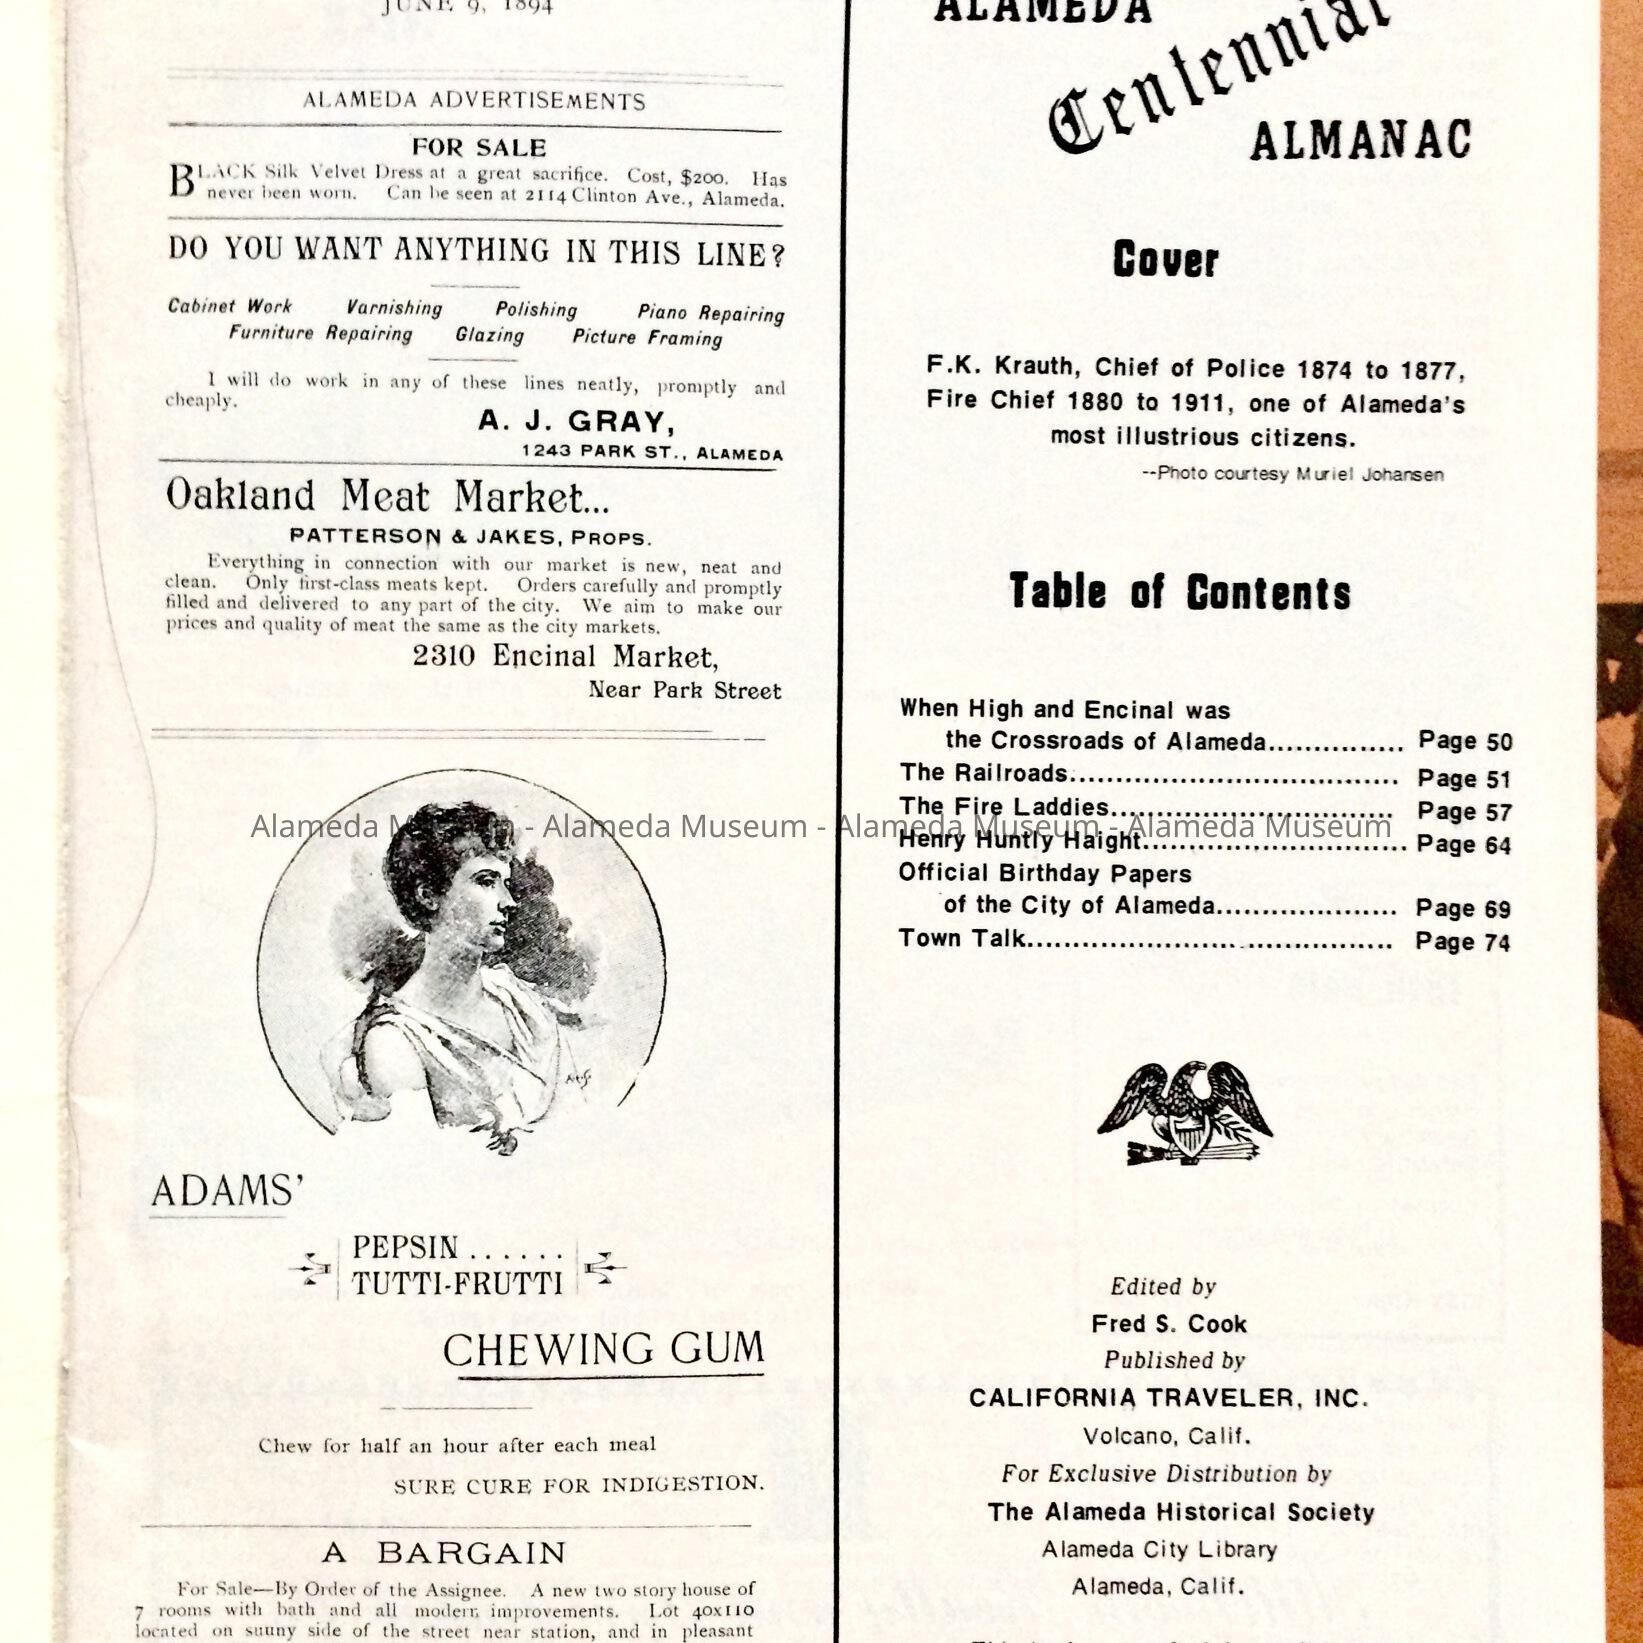 JUNE 9, 1894
ALAMEDA ADVERTISEMENTS
FOR SALE
BLACK Silk Velvet Dress at a great sacrifice. Cost, $200. Has
never been worn. Can be seen at 2114 Clinton Ave., Alameda.
DO YOU WANT ANYTHING IN THIS LINE?
Cabinet Work Varnishing Polishing Piano Repairing
Furniture Repairing Glazing Picture Framing
I will do work in any of these lines neatly, promptly and
cheaply.
A. J. GRAY,
1243 PARK ST., ALAMEDA
Oakland Meat Market...
PATTERSON & JAKES, PROPS.
Everything in connection with our market is new, neat and
clean. Only first-class meats kept. Orders carefully and promptly
filled and delivered to any part of the city. We aim to make our
prices and quality of meat the same as the city markets.
2310 Encinal Market,
Near Park Street
ADAMS'
PEPSIN ......
TUTTI-FRUTTI
CHEWING GUM
Chew for half an hour after each meal
SURE CURE FOR INDIGESTION.
A BARGAIN
For Sale—By Order of the Assignee. A new two story house of
7 rooms with bath and all modern improvements. Lot 40x110
located on sunny side of the street near station, and in pleasant
ALAMEDA
Centennial
ALMANAC
Cover
F.K. Krauth, Chief of Police 1874 to 1877,
Fire Chief 1880 to 1911, one of Alameda's
most illustrious citizens.
--Photo courtesy Muriel Johansen
Table of Contents
When High and Encinal was
the Crossroads of Alameda............... Page 50
The Railroads.................................... Page 51
The Fire Laddies............................... Page 57
Alameda Museum - Alameda Museum - Alameda Museum - Alameda Museum
Henry Huntly Haight............................. Page 64
Official Birthday Papers
of the City of Alameda.................... Page 69
Town Talk........................................ Page 74
Edited by
Fred S. Cook
Published by
CALIFORNIA TRAVELER, INC.
Volcano, Calif.
For Exclusive Distribution by
The Alameda Historical Society
Alameda City Library
Alameda, Calif.